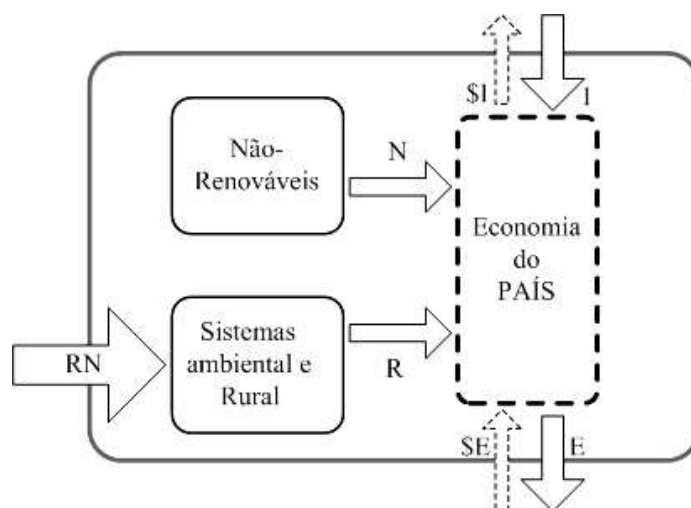 $I
I
Não-
Renováveis
N
Economia
do
PAÍS
RN
Sistemas
ambiental e
Rural
R
$E
E